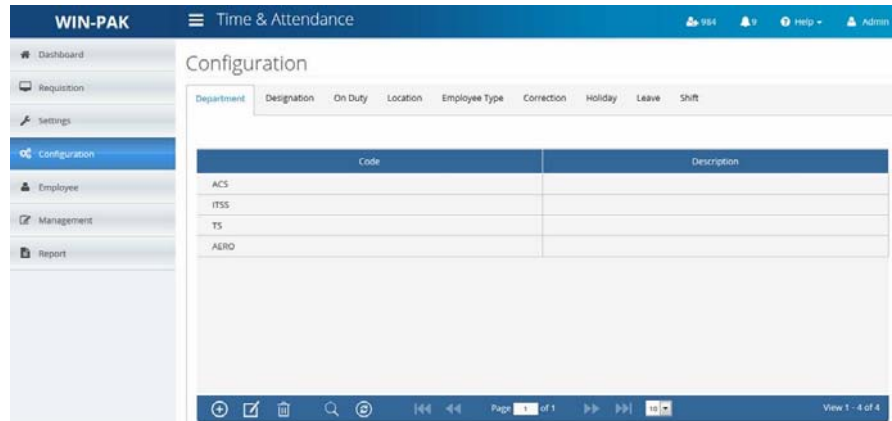 WIN-PAK
Time & Attendance
984
9
Help
Admin
Dashboard
Requisition
Settings
Configuration
Employee
Management
Report
Configuration
Department Designation On Duty Location Employee Type Correction Holiday Leave Shift
Code Description
ACS
ITSS
TS
AERO
Page 1 of 1
10
View 1 - 4 of 4